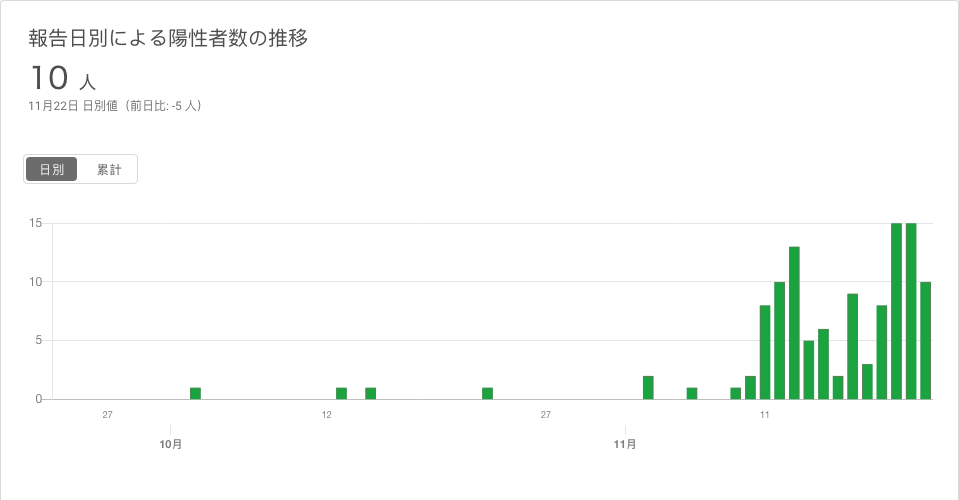 報告日別による陽性者数の推移
10 人
11月22日 日別値（前日比: -5 人）
日別 累計
15
10
5
0
27 12 27 11
10月 11月